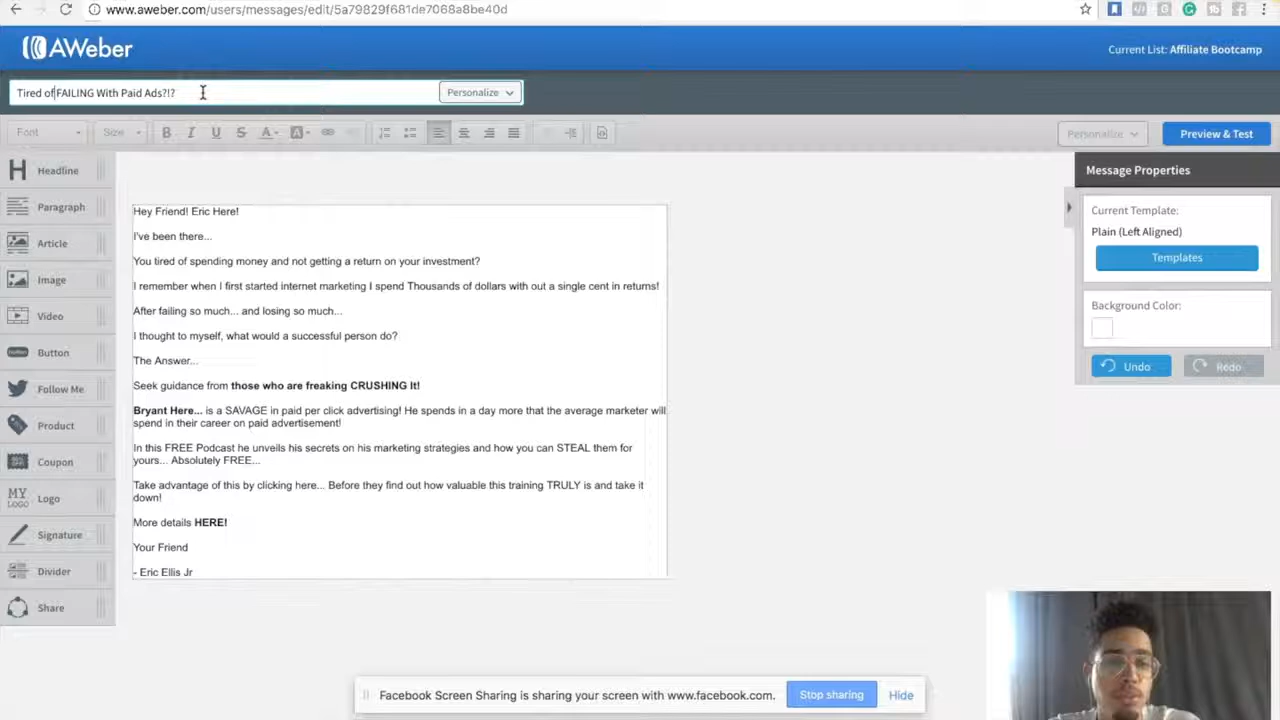 www.aweber.com/users/messages/edit/5a79829f681de7068a8be40d
AWeber
Current List: Affiliate Bootcamp
Tired of FAILING With Paid Ads?!?
Personalize
Font
Size
B I U S A A
Personalize
Preview & Test
Headline
Paragraph
Article
Image
Video
Button
Follow Me
Product
Coupon
MY LOGO
Logo
Signature
Divider
Share
Hey Friend! Eric Here!
I've been there...
You tired of spending money and not getting a return on your investment?
I remember when I first started internet marketing I spend Thousands of dollars with out a single cent in returns!
After failing so much... and losing so much...
I thought to myself, what would a successful person do?
The Answer...
Seek guidance from those who are freaking CRUSHING It!
Bryant Here... is a SAVAGE in paid per click advertising! He spends in a day more that the average marketer will
spend in their career on paid advertisement!
In this FREE Podcast he unveils his secrets on his marketing strategies and how you can STEAL them for
yours... Absolutely FREE...
Take advantage of this by clicking here... Before they find out how valuable this training TRULY is and take it
down!
More details HERE!
Your Friend
- Eric Ellis Jr
Message Properties
Current Template:
Plain (Left Aligned)
Templates
Background Color:
Undo
Redo
Facebook Screen Sharing is sharing your screen with www.facebook.com.
Stop sharing
Hide